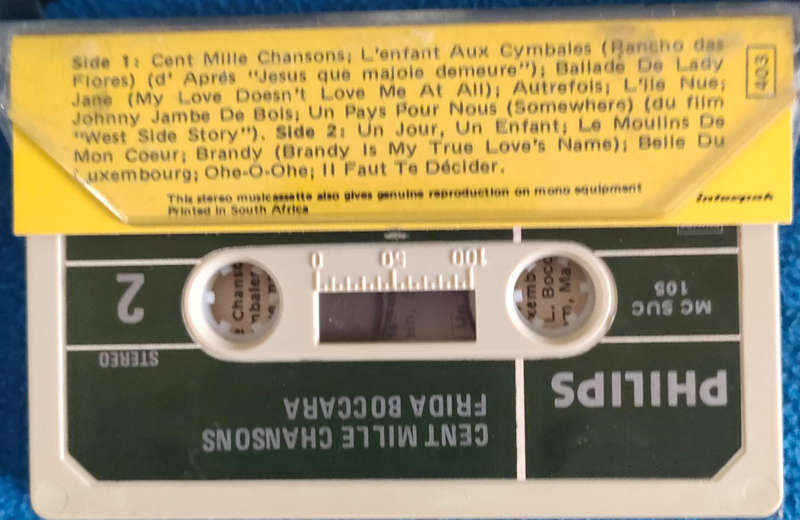 Side 1: Cent Mille Chansons; L'enfant Aux Cymbales (Rancho das
Flores) (d' Aprés "Jesus que majoie demeure"); Ballade De Lady
Jane (My Love Doesn't Love Me At All); Autrefois; L'île Nue;
Johnny Jambe De Bois; Un Pays Pour Nous (Somewhere) (du film
"West Side Story"). Side 2: Un Jour, Un Enfant; Le Moulins De
Mon Coeur; Brandy (Brandy Is My True Love's Name); Belle Du
Luxembourg; Ohe-O-Ohe; Il Faut Te Décider.
403
This stereo musicassette also gives genuine reproduction on mono equipment
Printed in South Africa
interpak
0 50 100
2
MC SUC
105
STEREO
PHILIPS
CENT MILLE CHANSONS
FRIDA BOCCARA